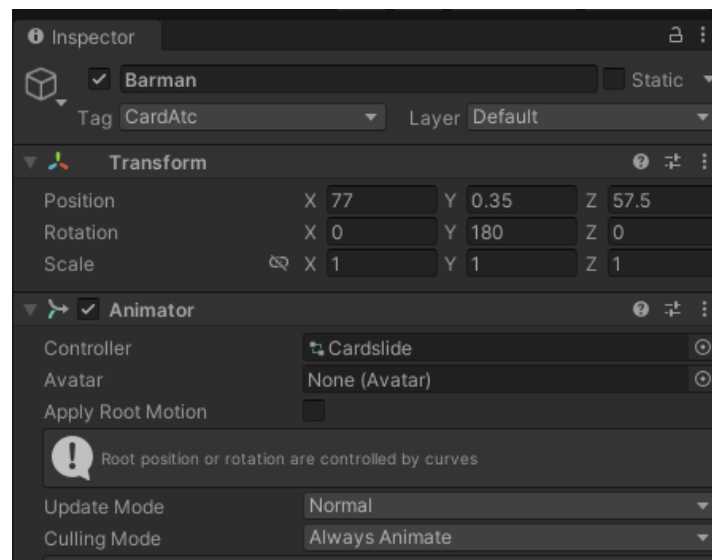 Inspector
Barman Static
Tag CardAtc Layer Default
Transform
Position X 77 Y 0.35 Z 57.5
Rotation X 0 Y 180 Z 0
Scale X 1 Y 1 Z 1
Animator
Controller Cardslide
Avatar None (Avatar)
Apply Root Motion
Root position or rotation are controlled by curves
Update Mode Normal
Culling Mode Always Animate